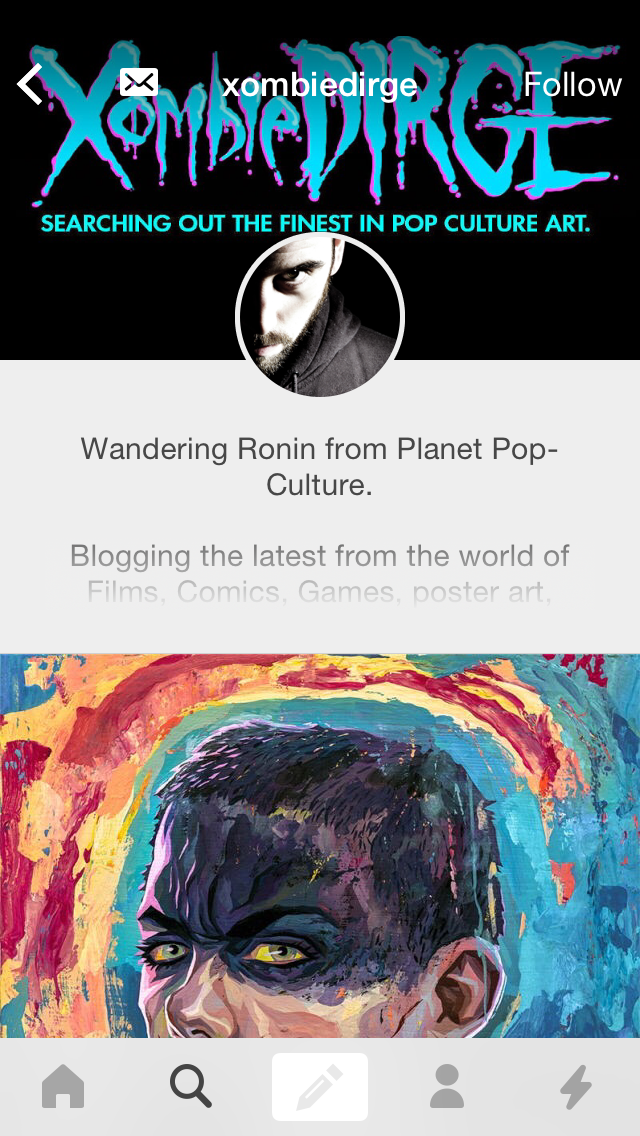 XombieDIRGE
xombiedirge
Follow
SEARCHING OUT THE FINEST IN POP CULTURE ART.
Wandering Ronin from Planet Pop-
Culture.
Blogging the latest from the world of
Films, Comics, Games, poster art,